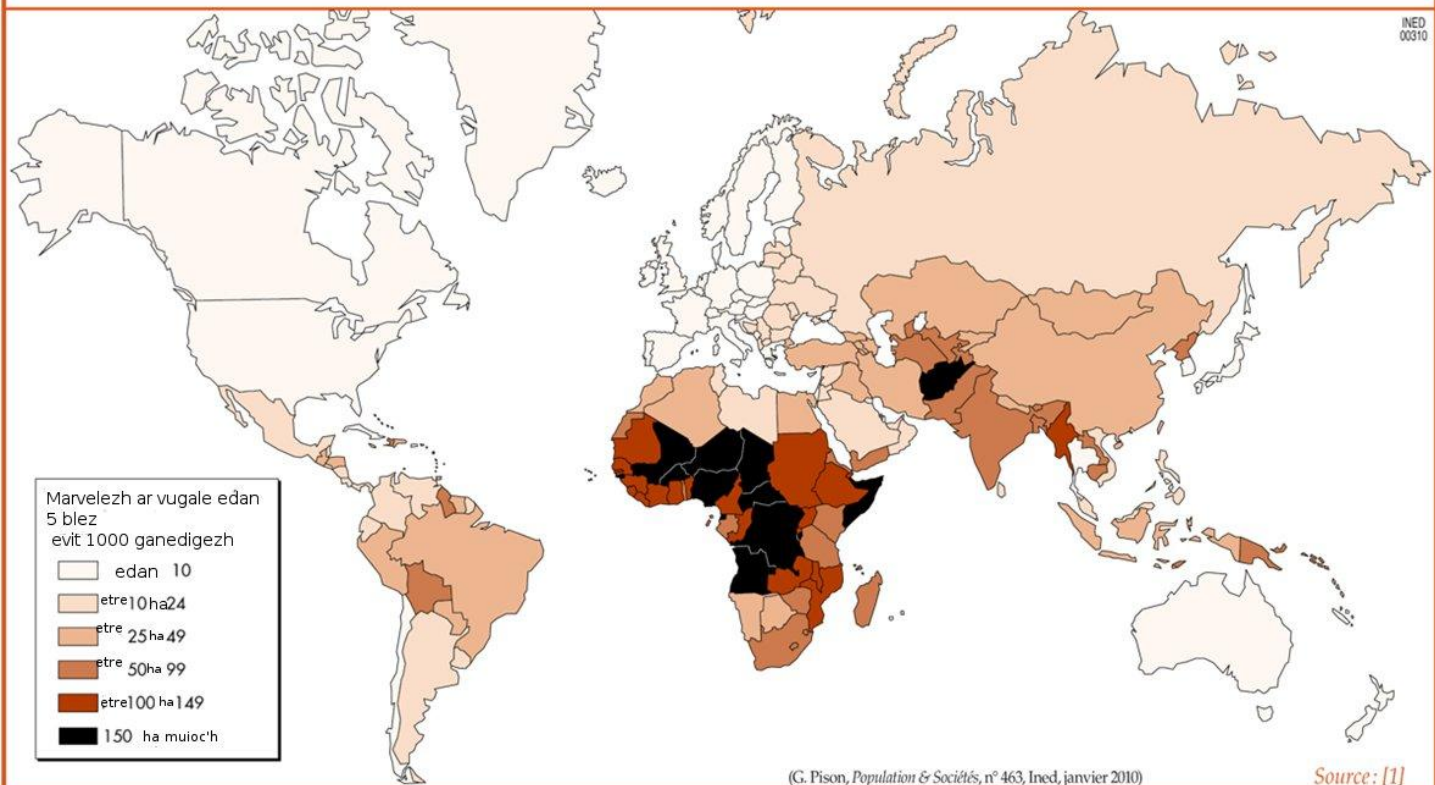 INED
00310
Marvelezh ar vugale edan
5 blez
evit 1000 ganedigezh
edan 10
etre 10 ha 24
etre 25 ha 49
etre 50 ha 99
etre 100 ha 149
150 ha muioc'h
(G. Pison, Population & Sociétés, n° 463, Ined, janvier 2010)
Source : [1]